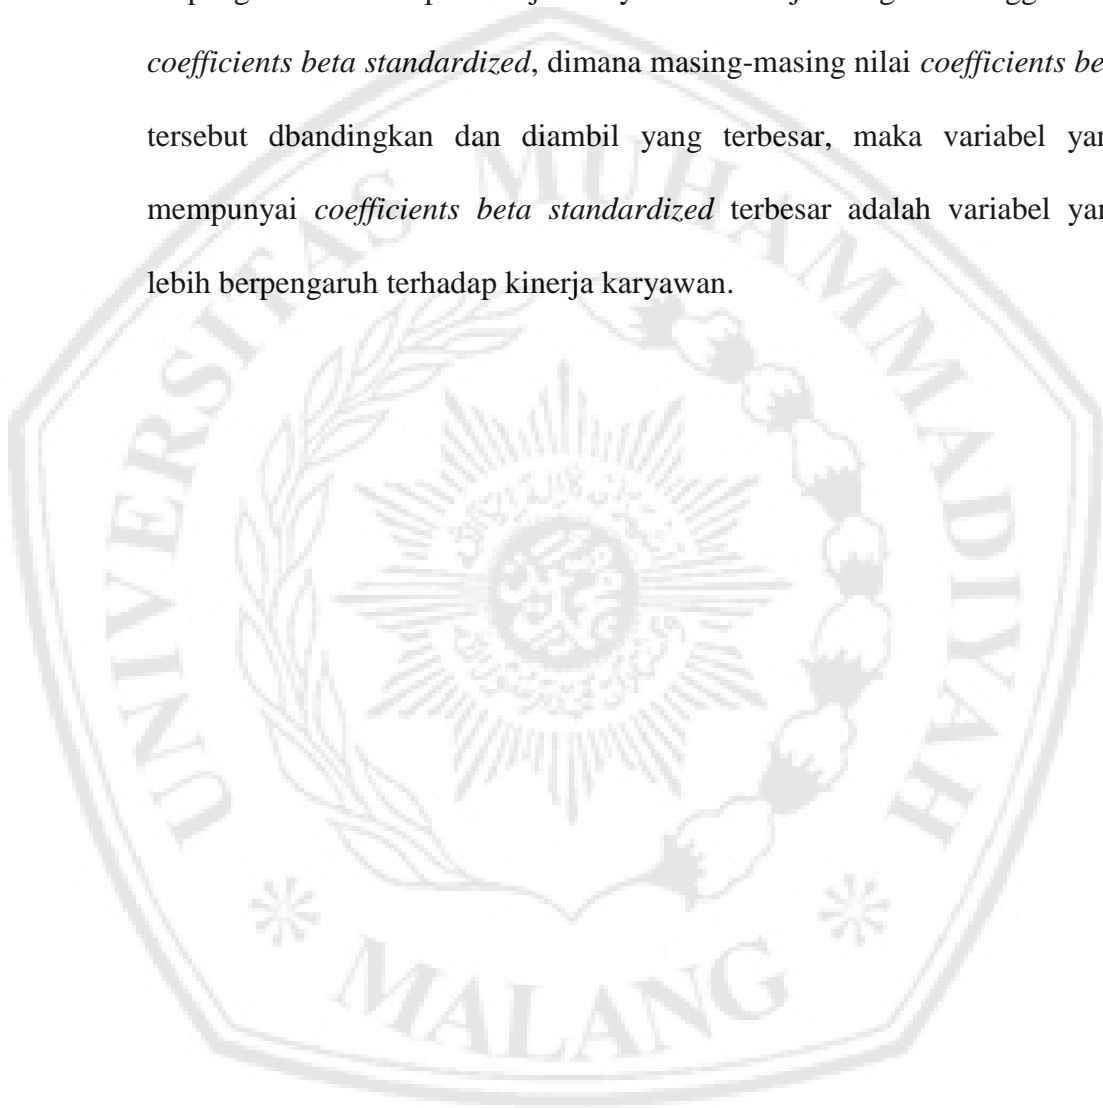 coefficients beta standardized, dimana masing-masing nilai coefficients be
tersebut dbandingkan dan diambil yang terbesar, maka variabel yan
mempunyai coefficients beta standardized terbesar adalah variabel yan
lebih berpengaruh terhadap kinerja karyawan.
UNIVERSITAS MUHAMMADIYAH
MALANG